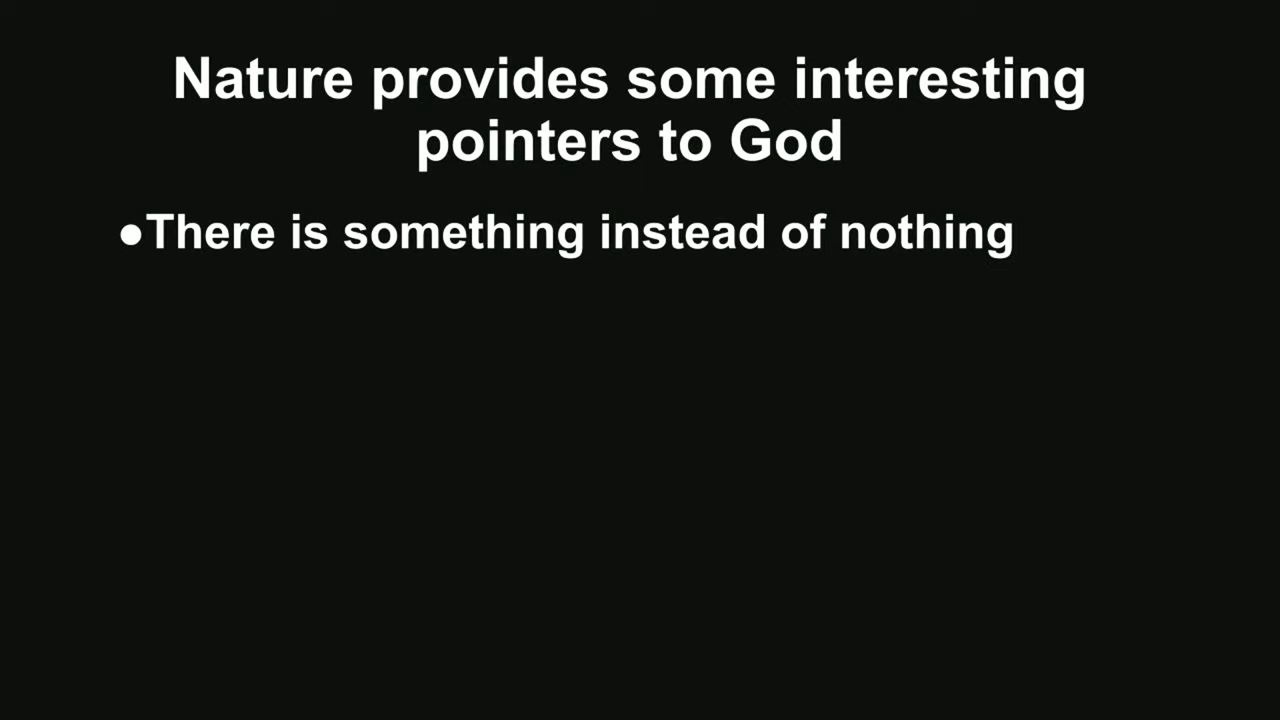 Nature provides some interesting
pointers to God
●There is something instead of nothing